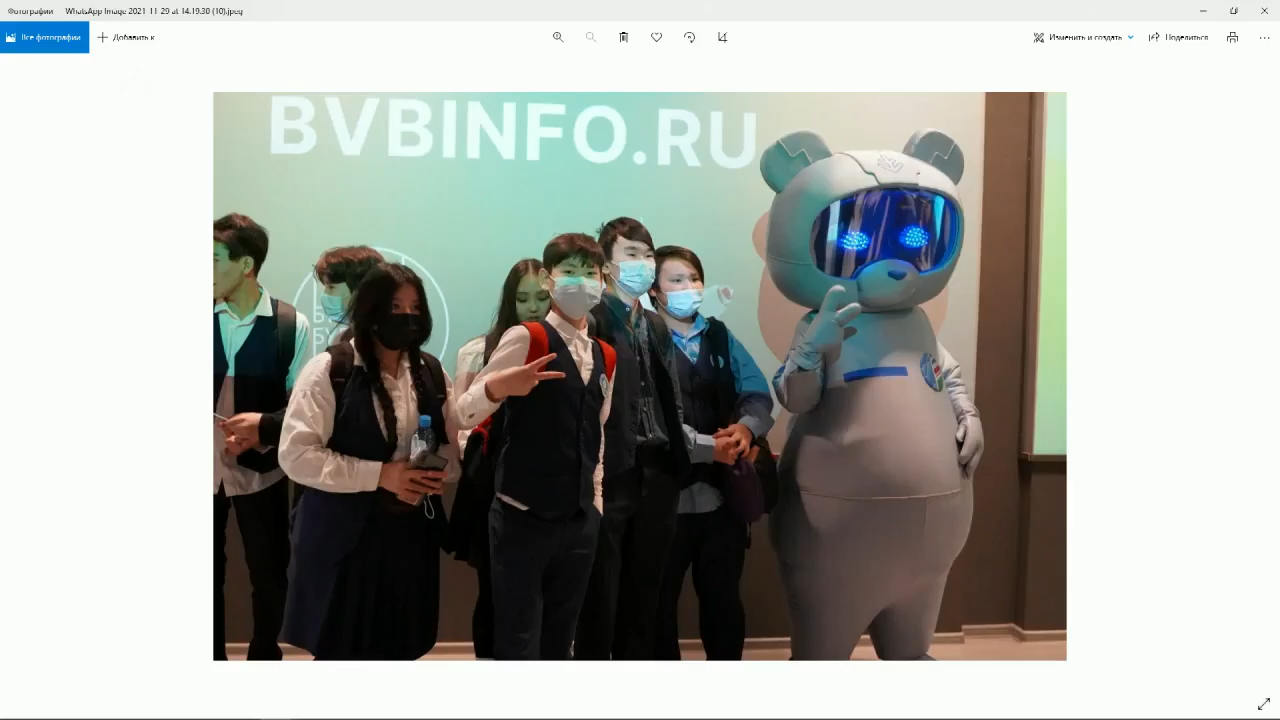 Фотографии
WhatsApp Image 2021-11-29 at 14.19.30 (10).jpeg
Все фотографии
Добавить к
Изменить и создать
Поделиться
BVBINFO.RU